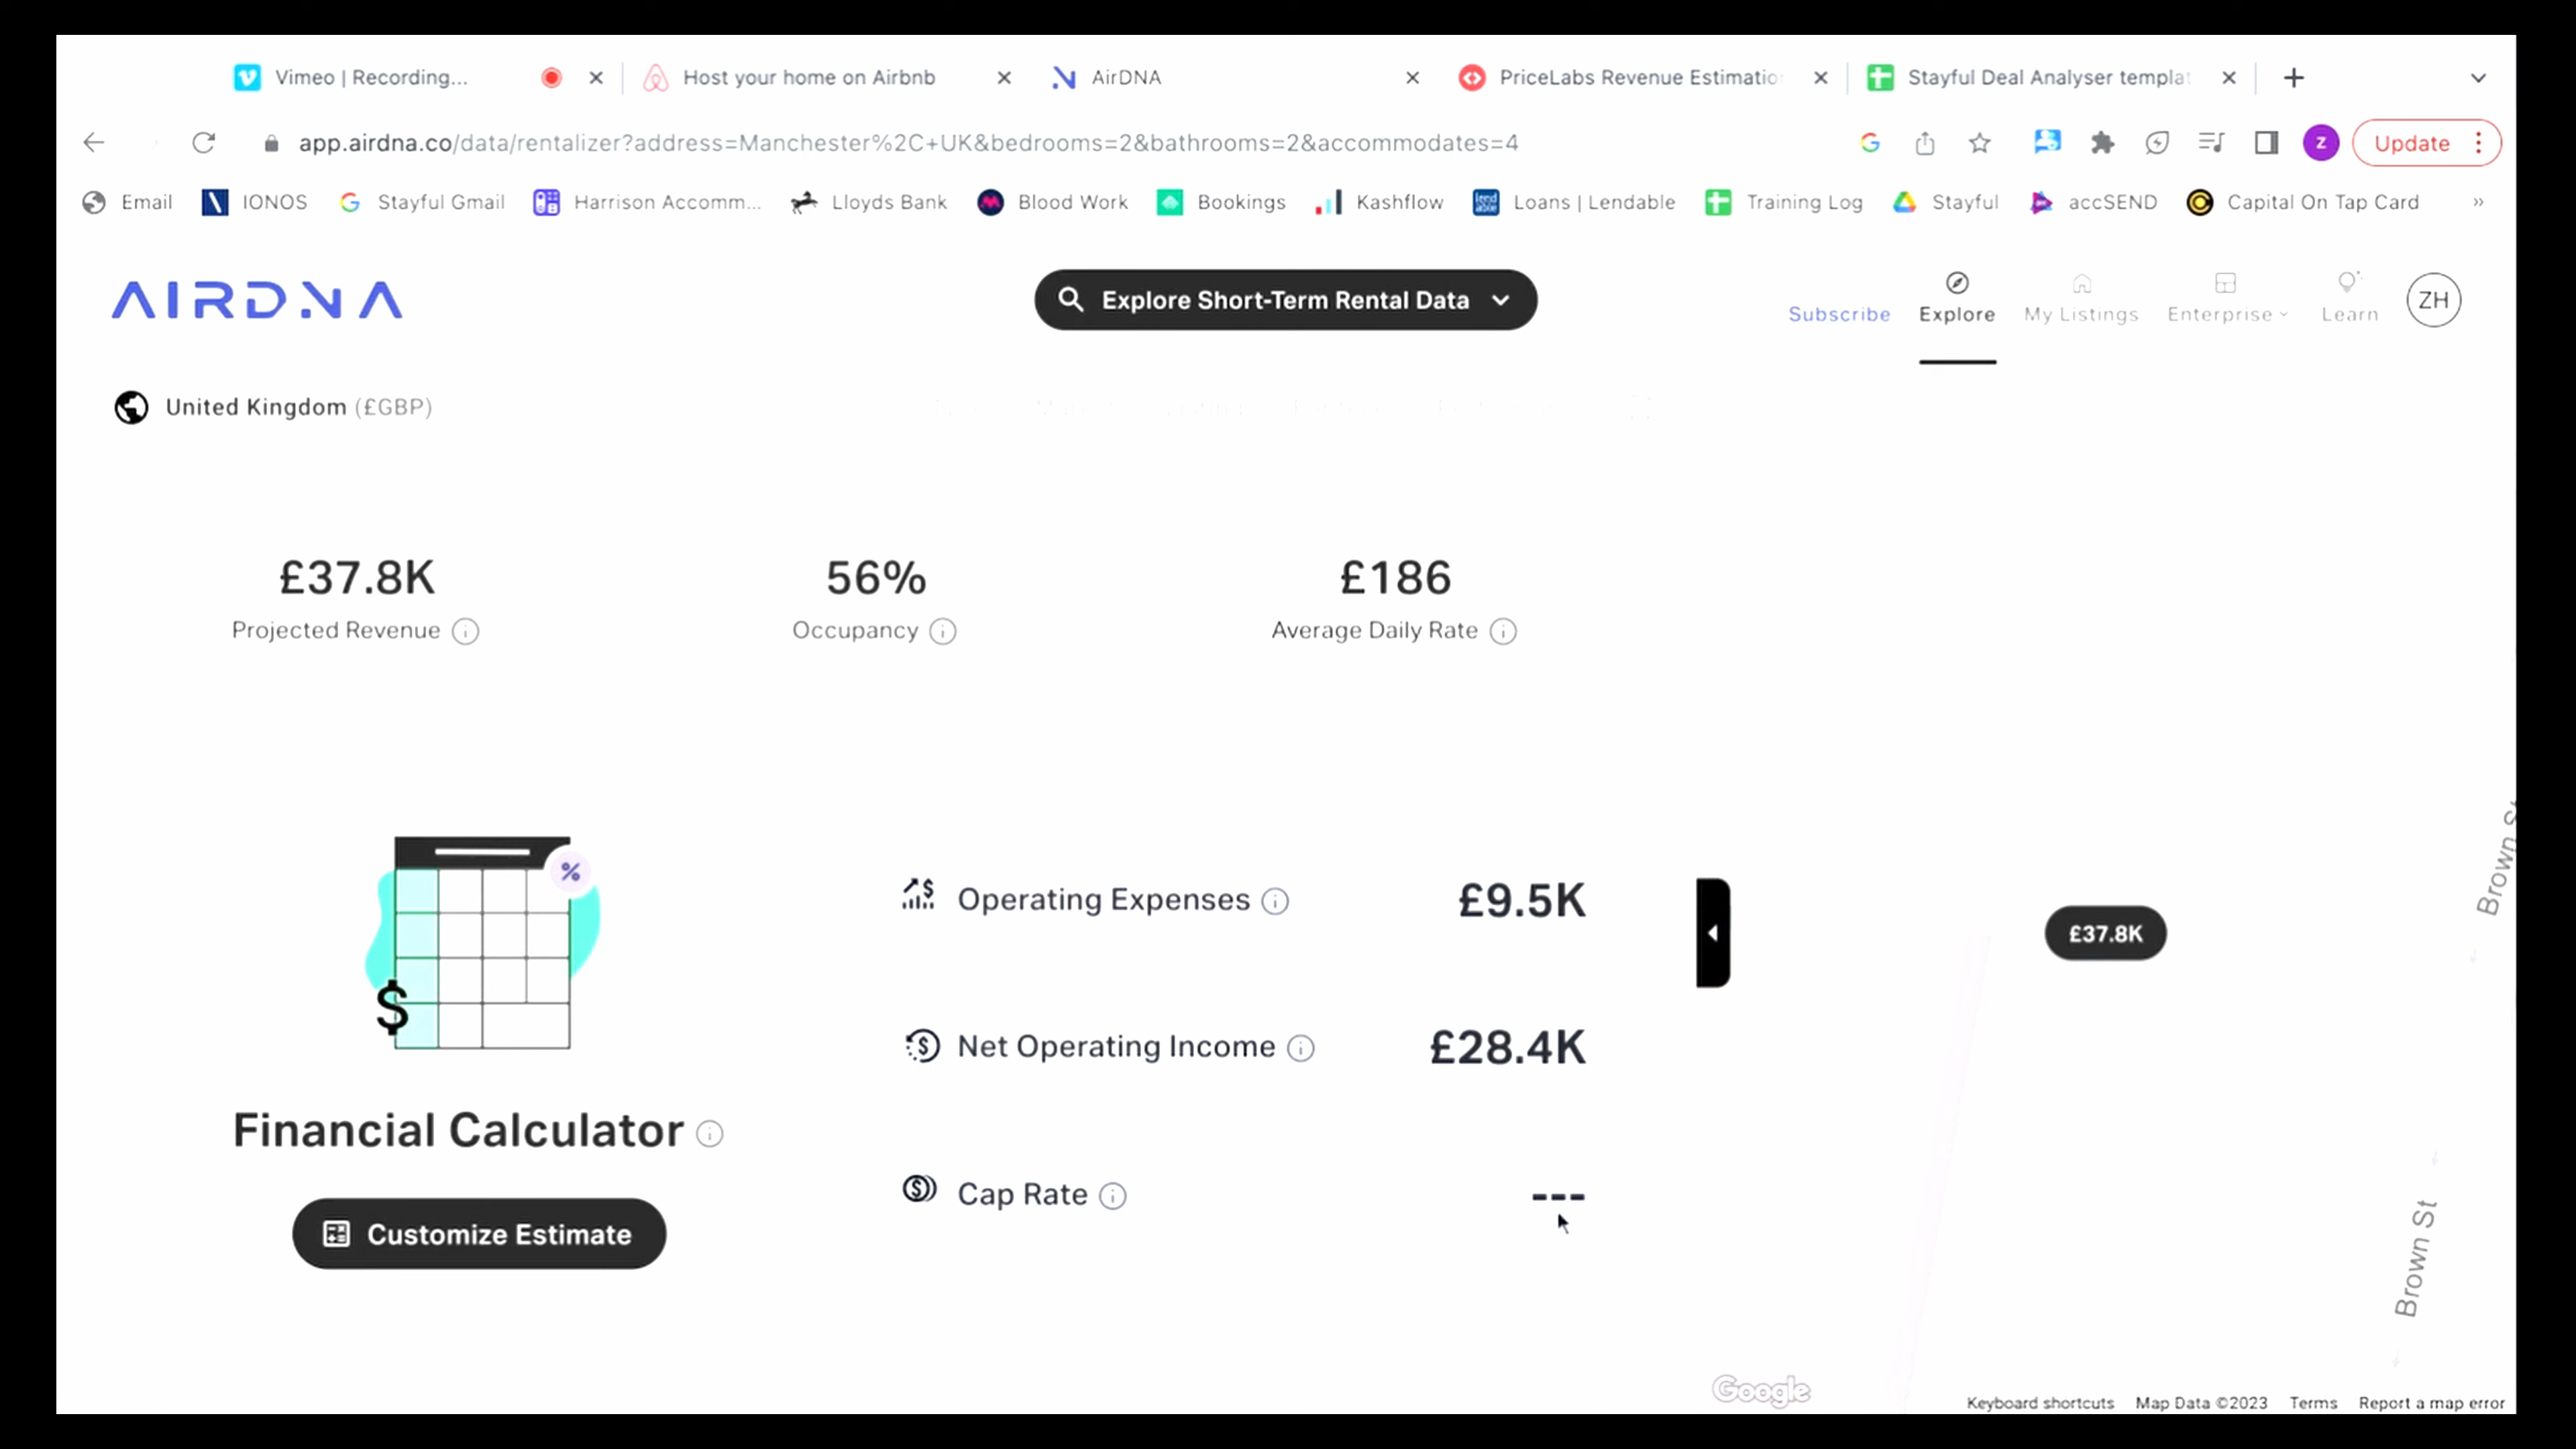 Vimeo | Recording...
Host your home on Airbnb
AirDNA
PriceLabs Revenue Estimatio
Stayful Deal Analyser templat
app.airdna.co/data/rentalizer?address=Manchester%2C+UK&bedrooms=2&bathrooms=2&accommodates=4
Z
Update
Email
IONOS
Stayful Gmail
Harrison Accomm...
Lloyds Bank
Blood Work
Bookings
Kashflow
Loans | Lendable
Training Log
Stayful
accSEND
Capital On Tap Card
»
AIRDNA
Explore Short-Term Rental Data
Subscribe
Explore
My Listings
Enterprise
Learn
ZH
United Kingdom (£GBP)
£37.8K
Projected Revenue
56%
Occupancy
£186
Average Daily Rate
%
$
Financial Calculator
Customize Estimate
Operating Expenses
£9.5K
Net Operating Income
£28.4K
Cap Rate
---
£37.8K
Brown St
Brown St
Google
Keyboard shortcuts
Map Data ©2023
Terms
Report a map error